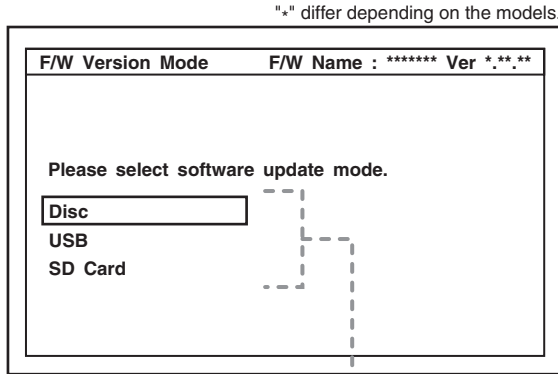 "*" differ depending on the models.
F/W Version Mode F/W Name : ******* Ver *.**.**
Please select software update mode.
Disc
USB
SD Card